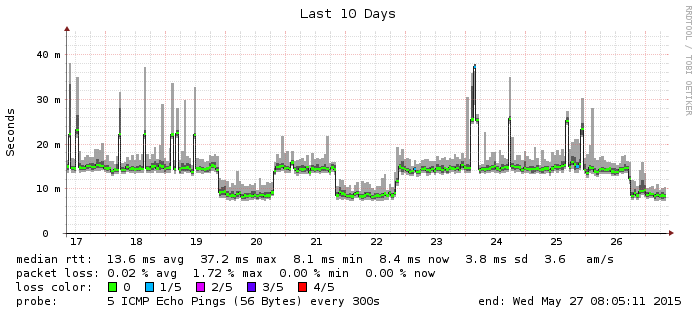 Last 10 Days
RRDTOOL / TOBI OETIKER
Seconds
40 m
30 m
20 m
10 m
0
17 18 19 20 21 22 23 24 25 26
median rtt: 13.6 ms avg 37.2 ms max 8.1 ms min 8.4 ms now 3.8 ms sd 3.6 am/s
packet loss: 0.02 % avg 1.72 % max 0.00 % min 0.00 % now
loss color: 0 1/5 2/5 3/5 4/5
probe: 5 ICMP Echo Pings (56 Bytes) every 300s end: Wed May 27 08:05:11 2015